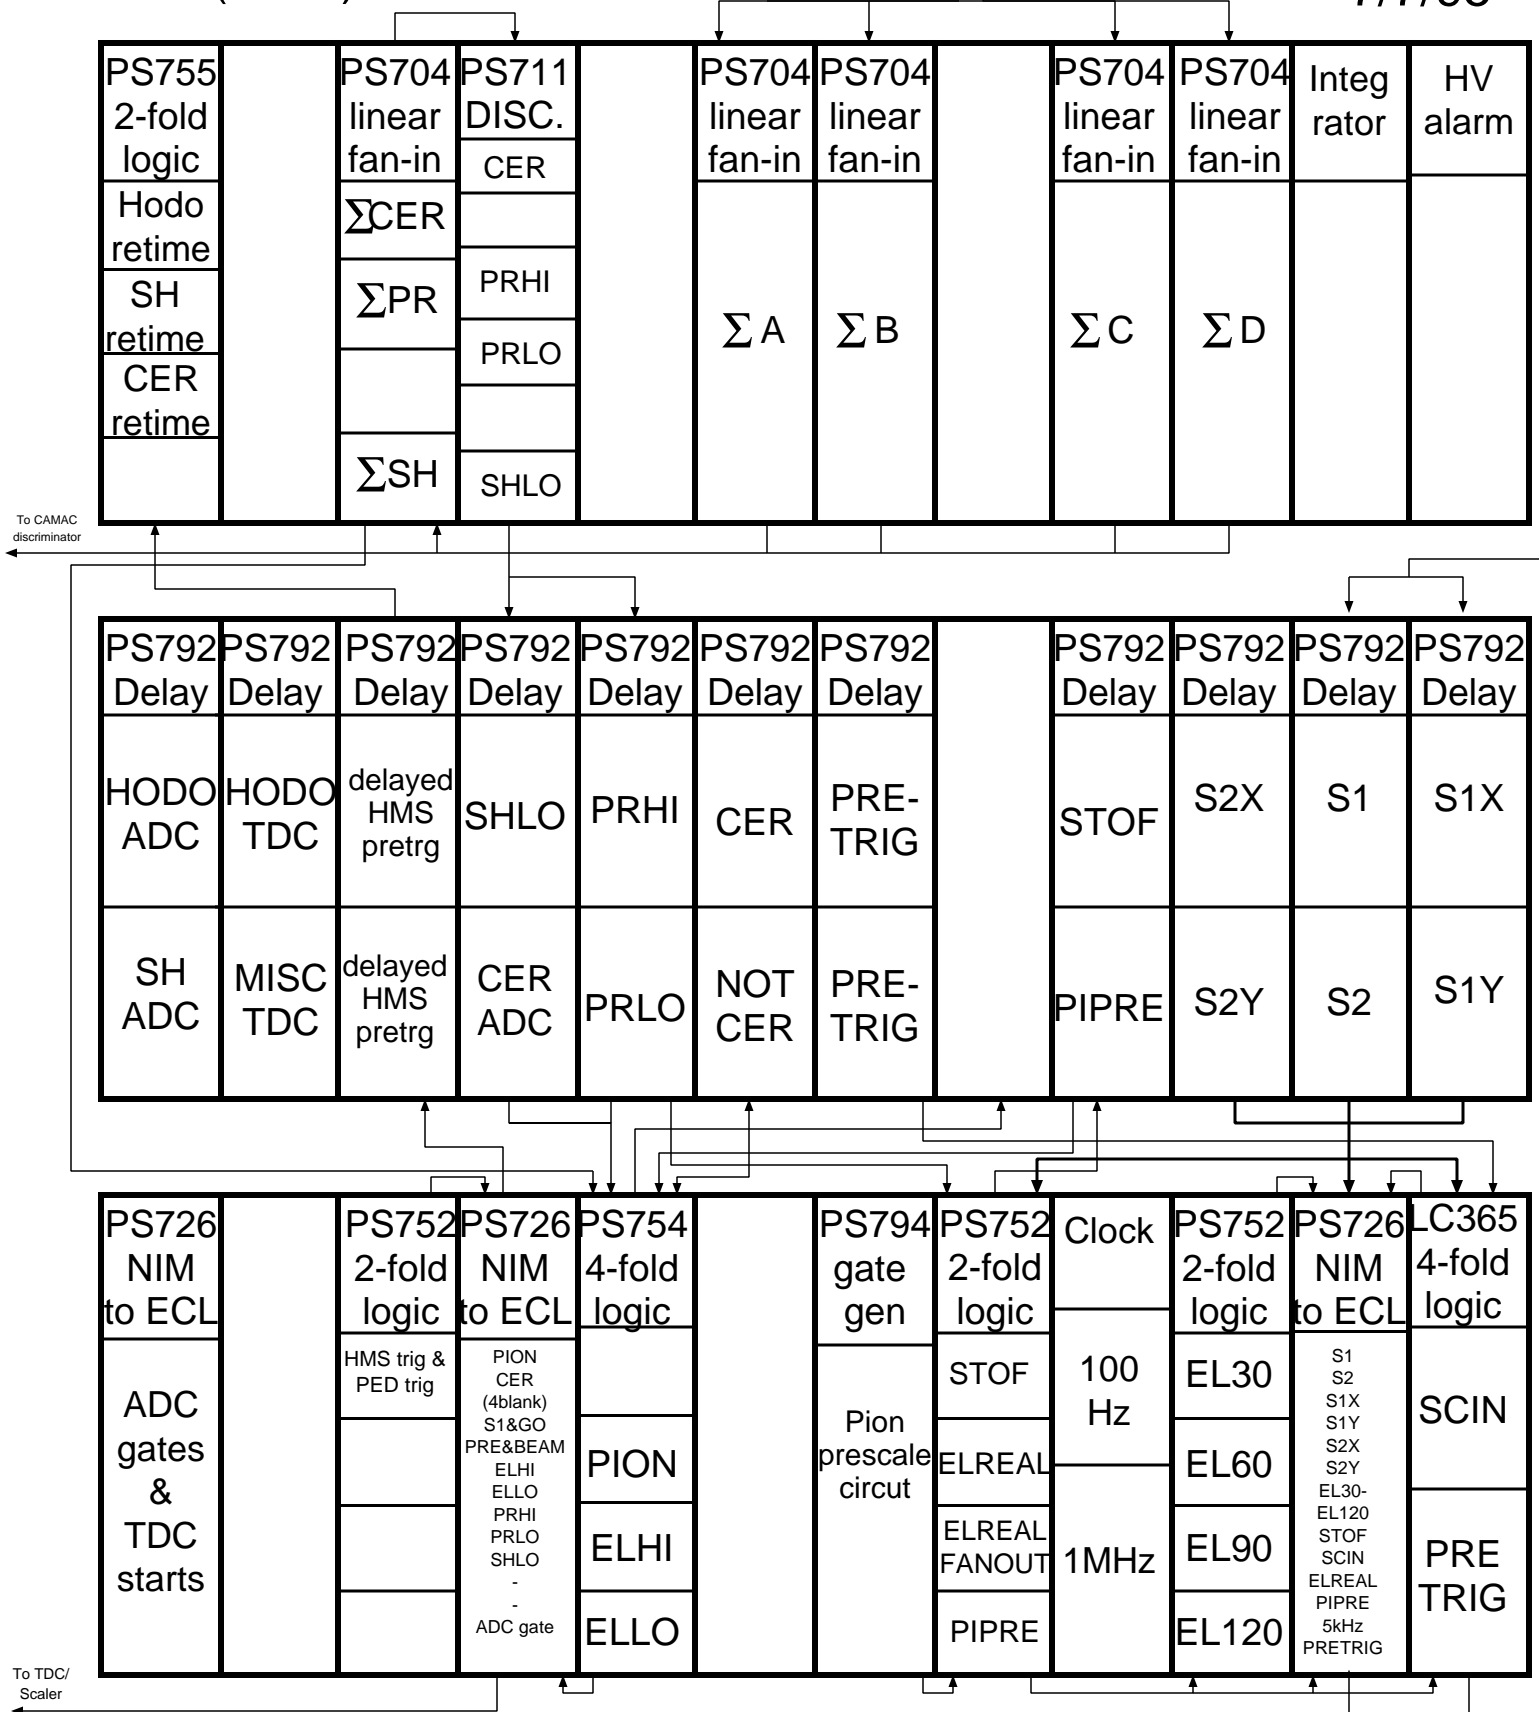 PS755
2-fold
logic
Hodo
retime
SH
retime
CER
retime
PS704
linear
fan-in
ΣCER
ΣPR
ΣSH
PS711
DISC.
CER
PRHI
PRLO
SHLO
PS704
linear
fan-in
Σ A
PS704
linear
fan-in
Σ B
PS704
linear
fan-in
Σ C
PS704
linear
fan-in
Σ D
Integ
rator
HV
alarm
To CAMAC
discriminator
PS792
Delay
HODO
ADC
SH
ADC
PS792
Delay
HODO
TDC
MISC
TDC
PS792
Delay
delayed
HMS
pretrg
delayed
HMS
pretrg
PS792
Delay
SHLO
CER
ADC
PS792
Delay
PRHI
PRLO
PS792
Delay
CER
NOT
CER
PS792
Delay
PRE-
TRIG
PRE-
TRIG
PS792
Delay
STOF
PIPRE
PS792
Delay
S2X
S2Y
PS792
Delay
S1
S2
PS792
Delay
S1X
S1Y
PS726
NIM
to ECL
ADC
gates
&
TDC
starts
PS752
2-fold
logic
HMS trig &
PED trig
PS726
NIM
to ECL
PION
CER
(4blank)
S1&GO
PRE&BEAM
ELHI
ELLO
PRHI
PRLO
SHLO
-
-
ADC gate
PS754
4-fold
logic
PION
ELHI
ELLO
PS794
gate
gen
Pion
prescale
circut
PS752
2-fold
logic
STOF
ELREAL
ELREAL
FANOUT
PIPRE
Clock
100
Hz
1MHz
PS752
2-fold
logic
EL30
EL60
EL90
EL120
PS726
NIM
to ECL
S1
S2
S1X
S1Y
S2X
S2Y
EL30-
EL120
STOF
SCIN
ELREAL
PIPRE
5kHz
PRETRIG
LC365
4-fold
logic
SCIN
PRE
TRIG
To TDC/
Scaler